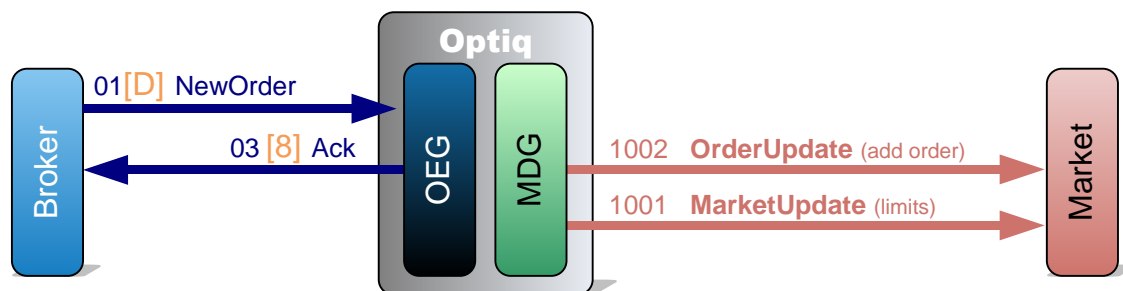 Optiq
Broker
01[D] NewOrder
03 [8] Ack
OEG
MDG
1002 OrderUpdate (add order)
1001 MarketUpdate (limits)
Market